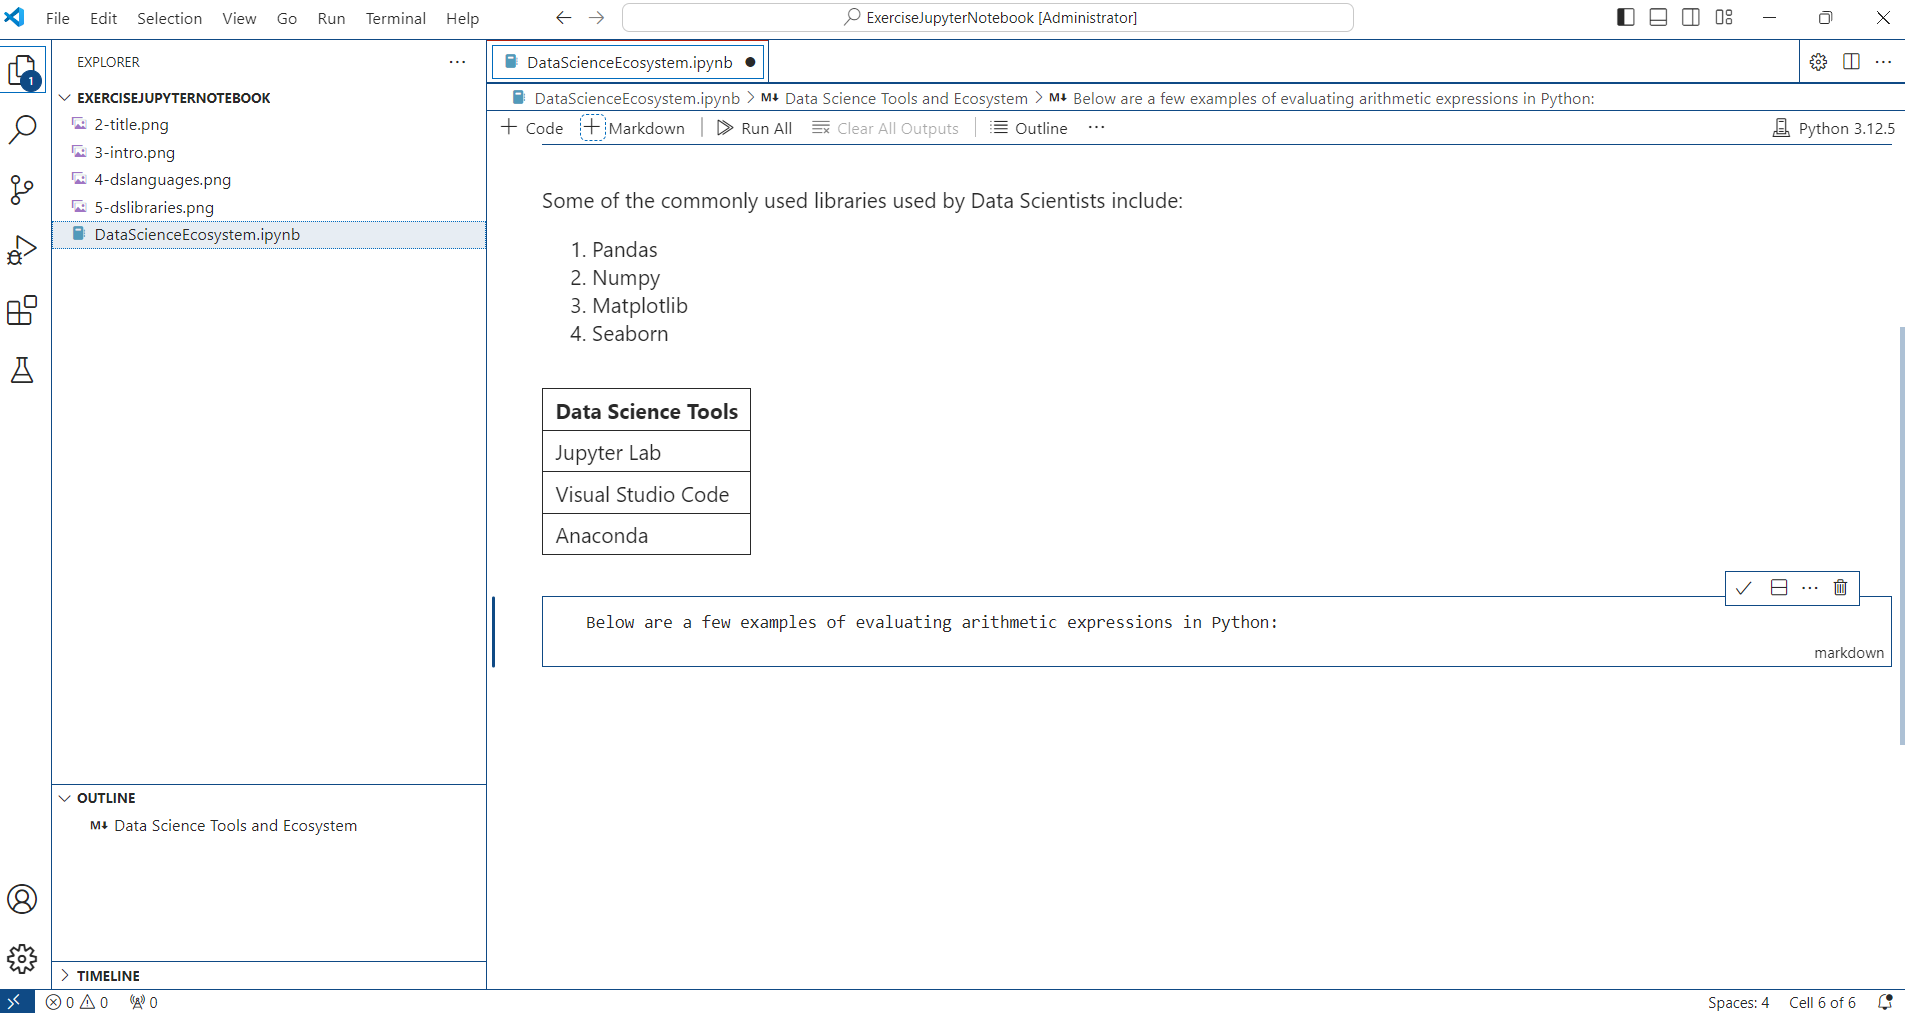 File Edit Selection View Go Run Terminal Help
ExerciseJupyterNotebook [Administrator]
EXPLORER
1
EXERCISEJUPYTERNOTEBOOK
2-title.png
3-intro.png
4-dslanguages.png
5-dslibraries.png
DataScienceEcosystem.ipynb
OUTLINE
M↓ Data Science Tools and Ecosystem
TIMELINE
DataScienceEcosystem.ipynb
DataScienceEcosystem.ipynb > M↓ Data Science Tools and Ecosystem > M↓ Below are a few examples of evaluating arithmetic expressions in Python:
+ Code + Markdown Run All Clear All Outputs Outline ... Python 3.12.5
Some of the commonly used libraries used by Data Scientists include:
1. Pandas
2. Numpy
3. Matplotlib
4. Seaborn
Data Science Tools
Jupyter Lab
Visual Studio Code
Anaconda
Below are a few examples of evaluating arithmetic expressions in Python:
markdown
0 0 0 Spaces: 4 Cell 6 of 6